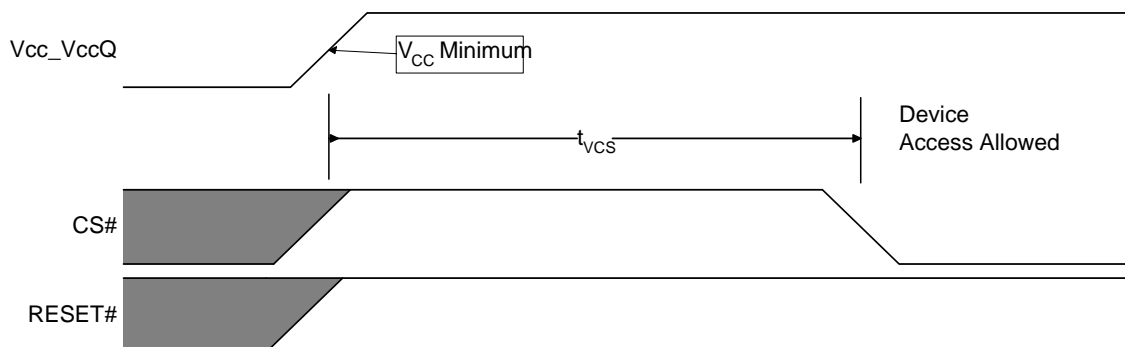 Vcc_VccQ
VCC Minimum
tVCS
Device
Access Allowed
CS#
RESET#